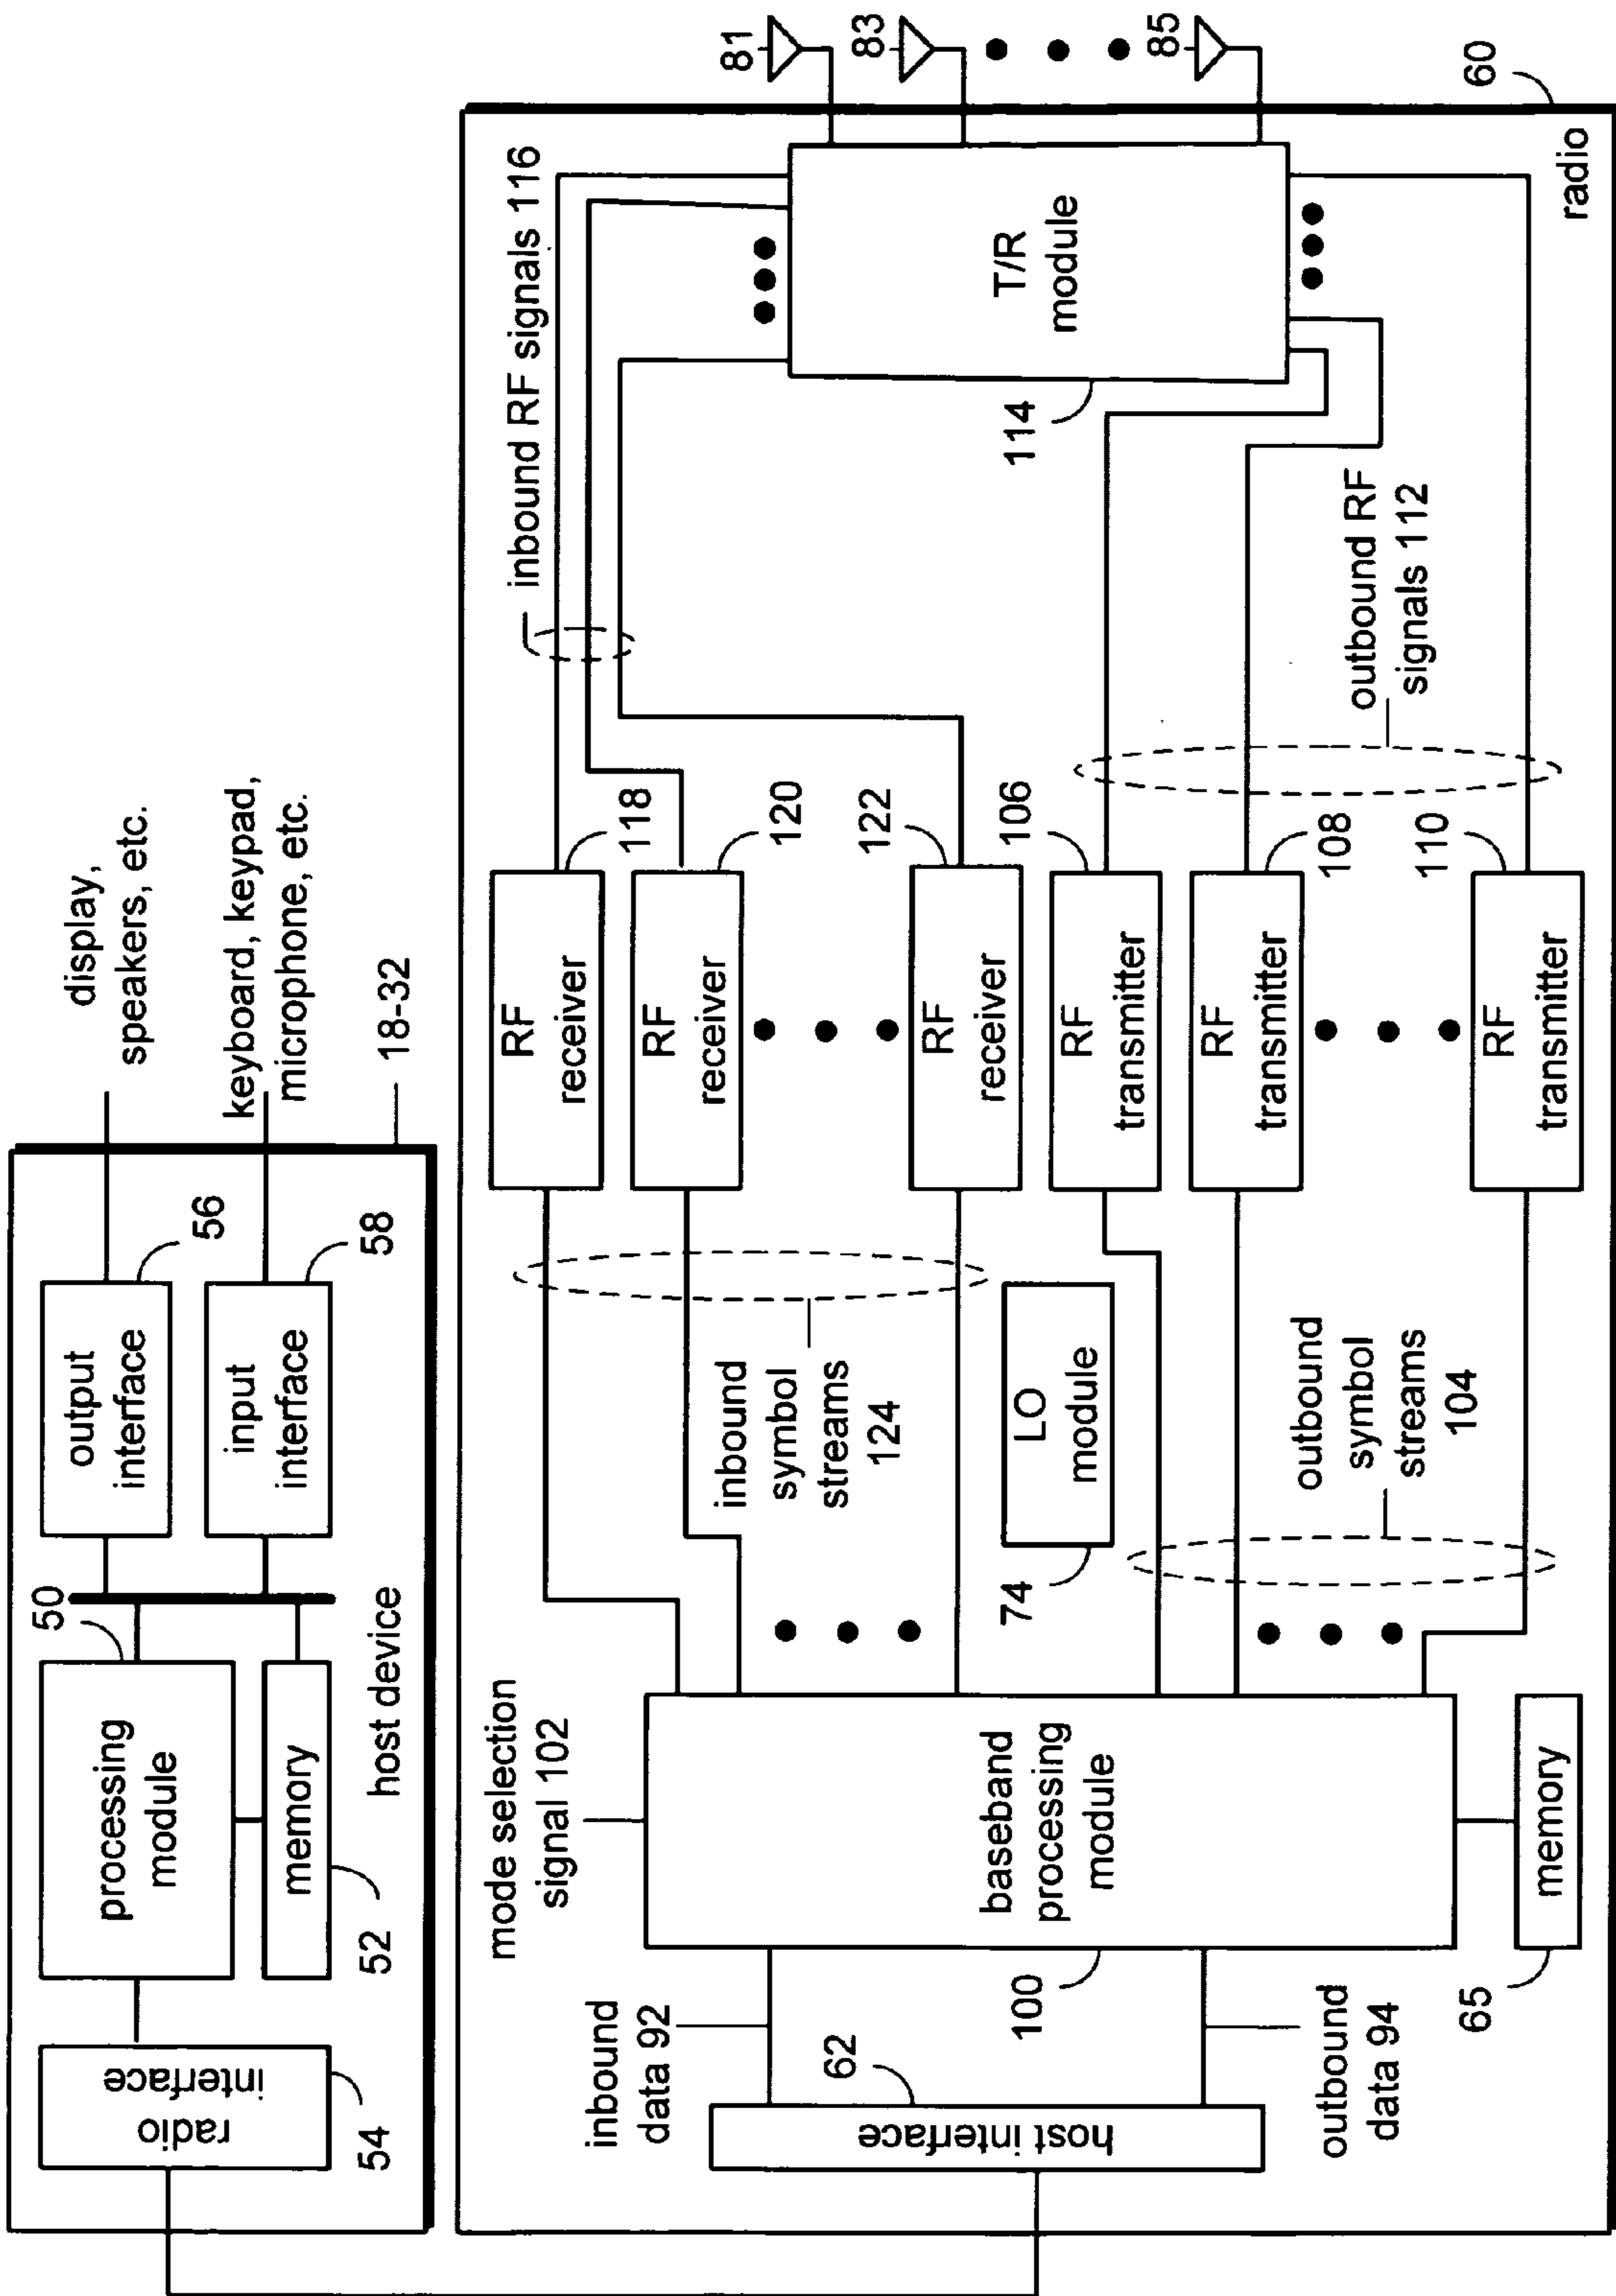 display,
speakers, etc.
keyboard, keypad,
microphone, etc.
18-32
output
interface
56
input
interface
58
50
processing
module
memory
52
host device
radio
interface
54
81
83
85
60
radio
inbound RF signals 116
T/R
module
114
outbound RF
signals 112
RF
receiver
118
RF
receiver
120
RF
receiver
122
RF
transmitter
106
RF
transmitter
108
RF
transmitter
110
inbound
symbol
streams
124
LO
module
74
outbound
symbol
streams
104
mode selection
signal 102
baseband
processing
module
100
memory
65
inbound
data 92
62
host interface
outbound
data 94